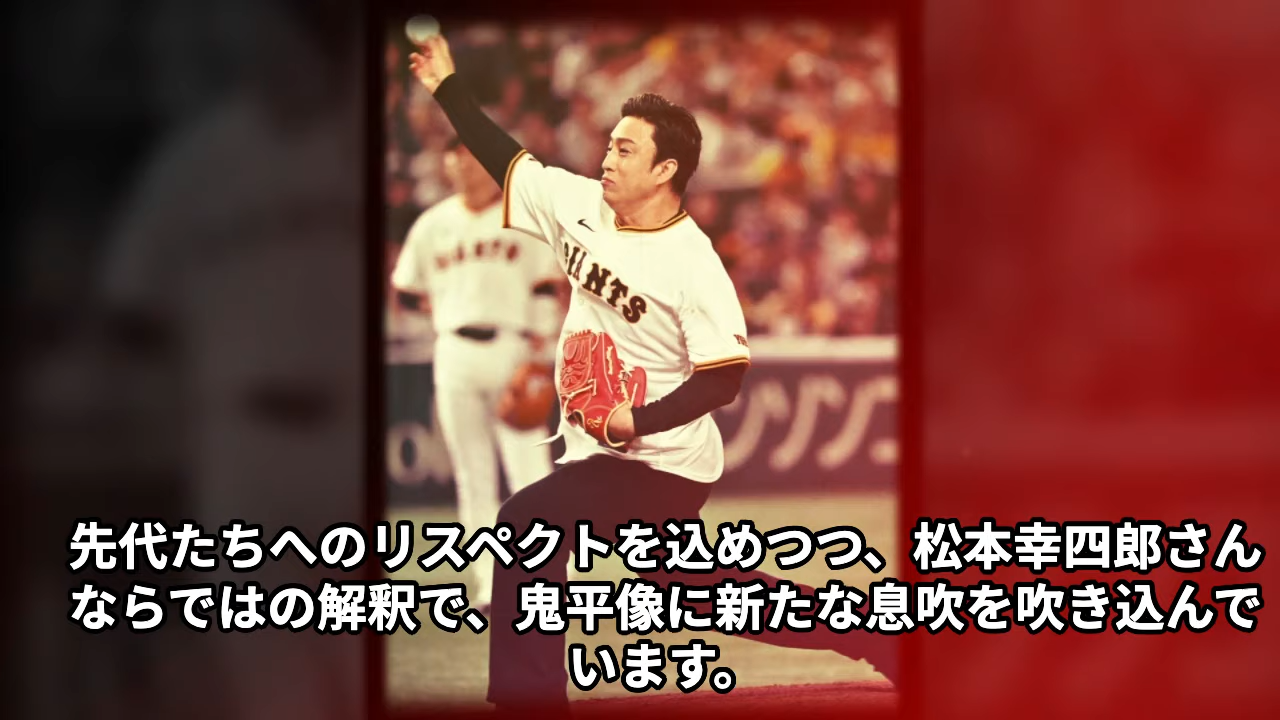 GIANTS
GIANTS
先代たちへのリスペクトを込めつつ、松本幸四郎さん
ならではの解釈で、鬼平像に新たな息吹を吹き込んで
います。